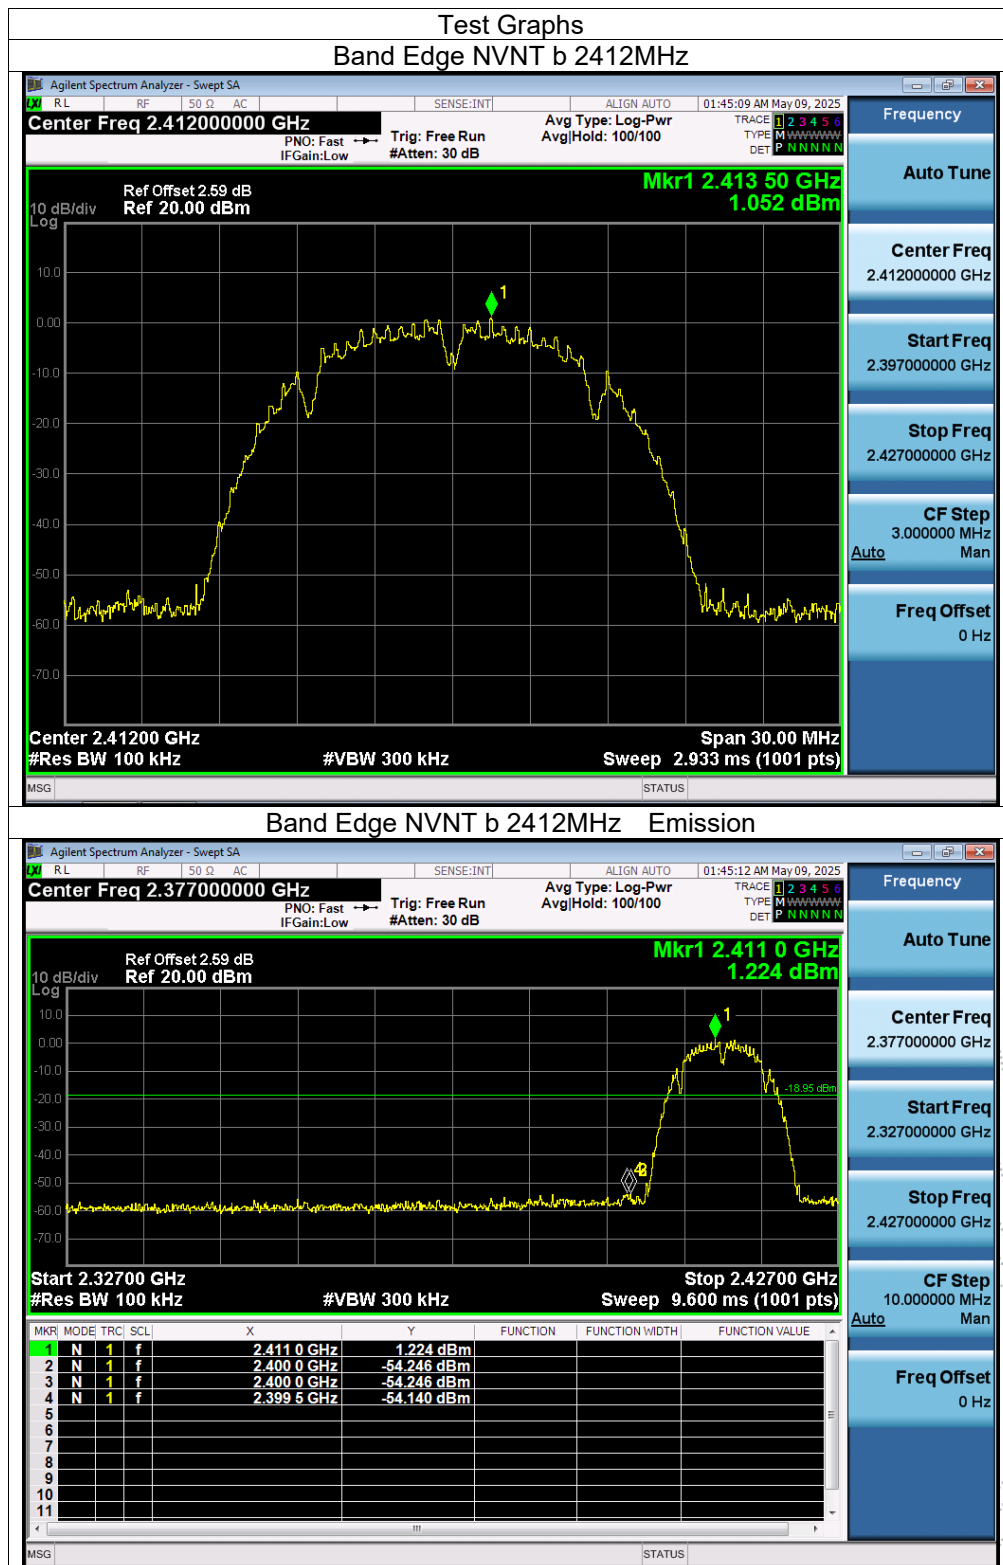 Test Graphs
Band Edge NVNT b 2412MHz
Agilent Spectrum Analyzer - Swept SA
LXI RL RF 50 Ω AC SENSE:INT ALIGN AUTO 01:45:09 AM May 09, 2025
Center Freq 2.412000000 GHz
PNO: Fast
IFGain:Low
Trig: Free Run
#Atten: 30 dB
Avg Type: Log-Pwr
Avg|Hold: 100/100
TRACE 1 2 3 4 5 6
TYPE M WWWWW
DET P N N N N N
Frequency
Auto Tune
Center Freq
2.412000000 GHz
Start Freq
2.397000000 GHz
Stop Freq
2.427000000 GHz
CF Step
3.000000 MHz
Auto Man
Freq Offset
0 Hz
Ref Offset 2.59 dB
10 dB/div Ref 20.00 dBm
Log
Mkr1 2.413 50 GHz
1.052 dBm
1
10.0
0.00
-10.0
-20.0
-30.0
-40.0
-50.0
-60.0
-70.0
Center 2.41200 GHz Span 30.00 MHz
#Res BW 100 kHz #VBW 300 kHz Sweep 2.933 ms (1001 pts)
MSG STATUS
Band Edge NVNT b 2412MHz Emission
Agilent Spectrum Analyzer - Swept SA
LXI RL RF 50 Ω AC SENSE:INT ALIGN AUTO 01:45:12 AM May 09, 2025
Center Freq 2.377000000 GHz
PNO: Fast
IFGain:Low
Trig: Free Run
#Atten: 30 dB
Avg Type: Log-Pwr
Avg|Hold: 100/100
TRACE 1 2 3 4 5 6
TYPE M WWWWW
DET P N N N N N
Frequency
Auto Tune
Center Freq
2.377000000 GHz
Start Freq
2.327000000 GHz
Stop Freq
2.427000000 GHz
CF Step
10.000000 MHz
Auto Man
Freq Offset
0 Hz
Ref Offset 2.59 dB
10 dB/div Ref 20.00 dBm
Log
Mkr1 2.411 0 GHz
1.224 dBm
1
10.0
0.00
-10.0
-18.95 dBm
-20.0
-30.0
-40.0
-50.0
-60.0
-70.0
Start 2.32700 GHz Stop 2.42700 GHz
#Res BW 100 kHz #VBW 300 kHz Sweep 9.600 ms (1001 pts)
MKR MODE TRC SCL X Y FUNCTION FUNCTION WIDTH FUNCTION VALUE
1 N 1 f 2.411 0 GHz 1.224 dBm
2 N 1 f 2.400 0 GHz -54.246 dBm
3 N 1 f 2.400 0 GHz -54.246 dBm
4 N 1 f 2.399 5 GHz -54.140 dBm
5
6
7
8
9
10
11
MSG STATUS